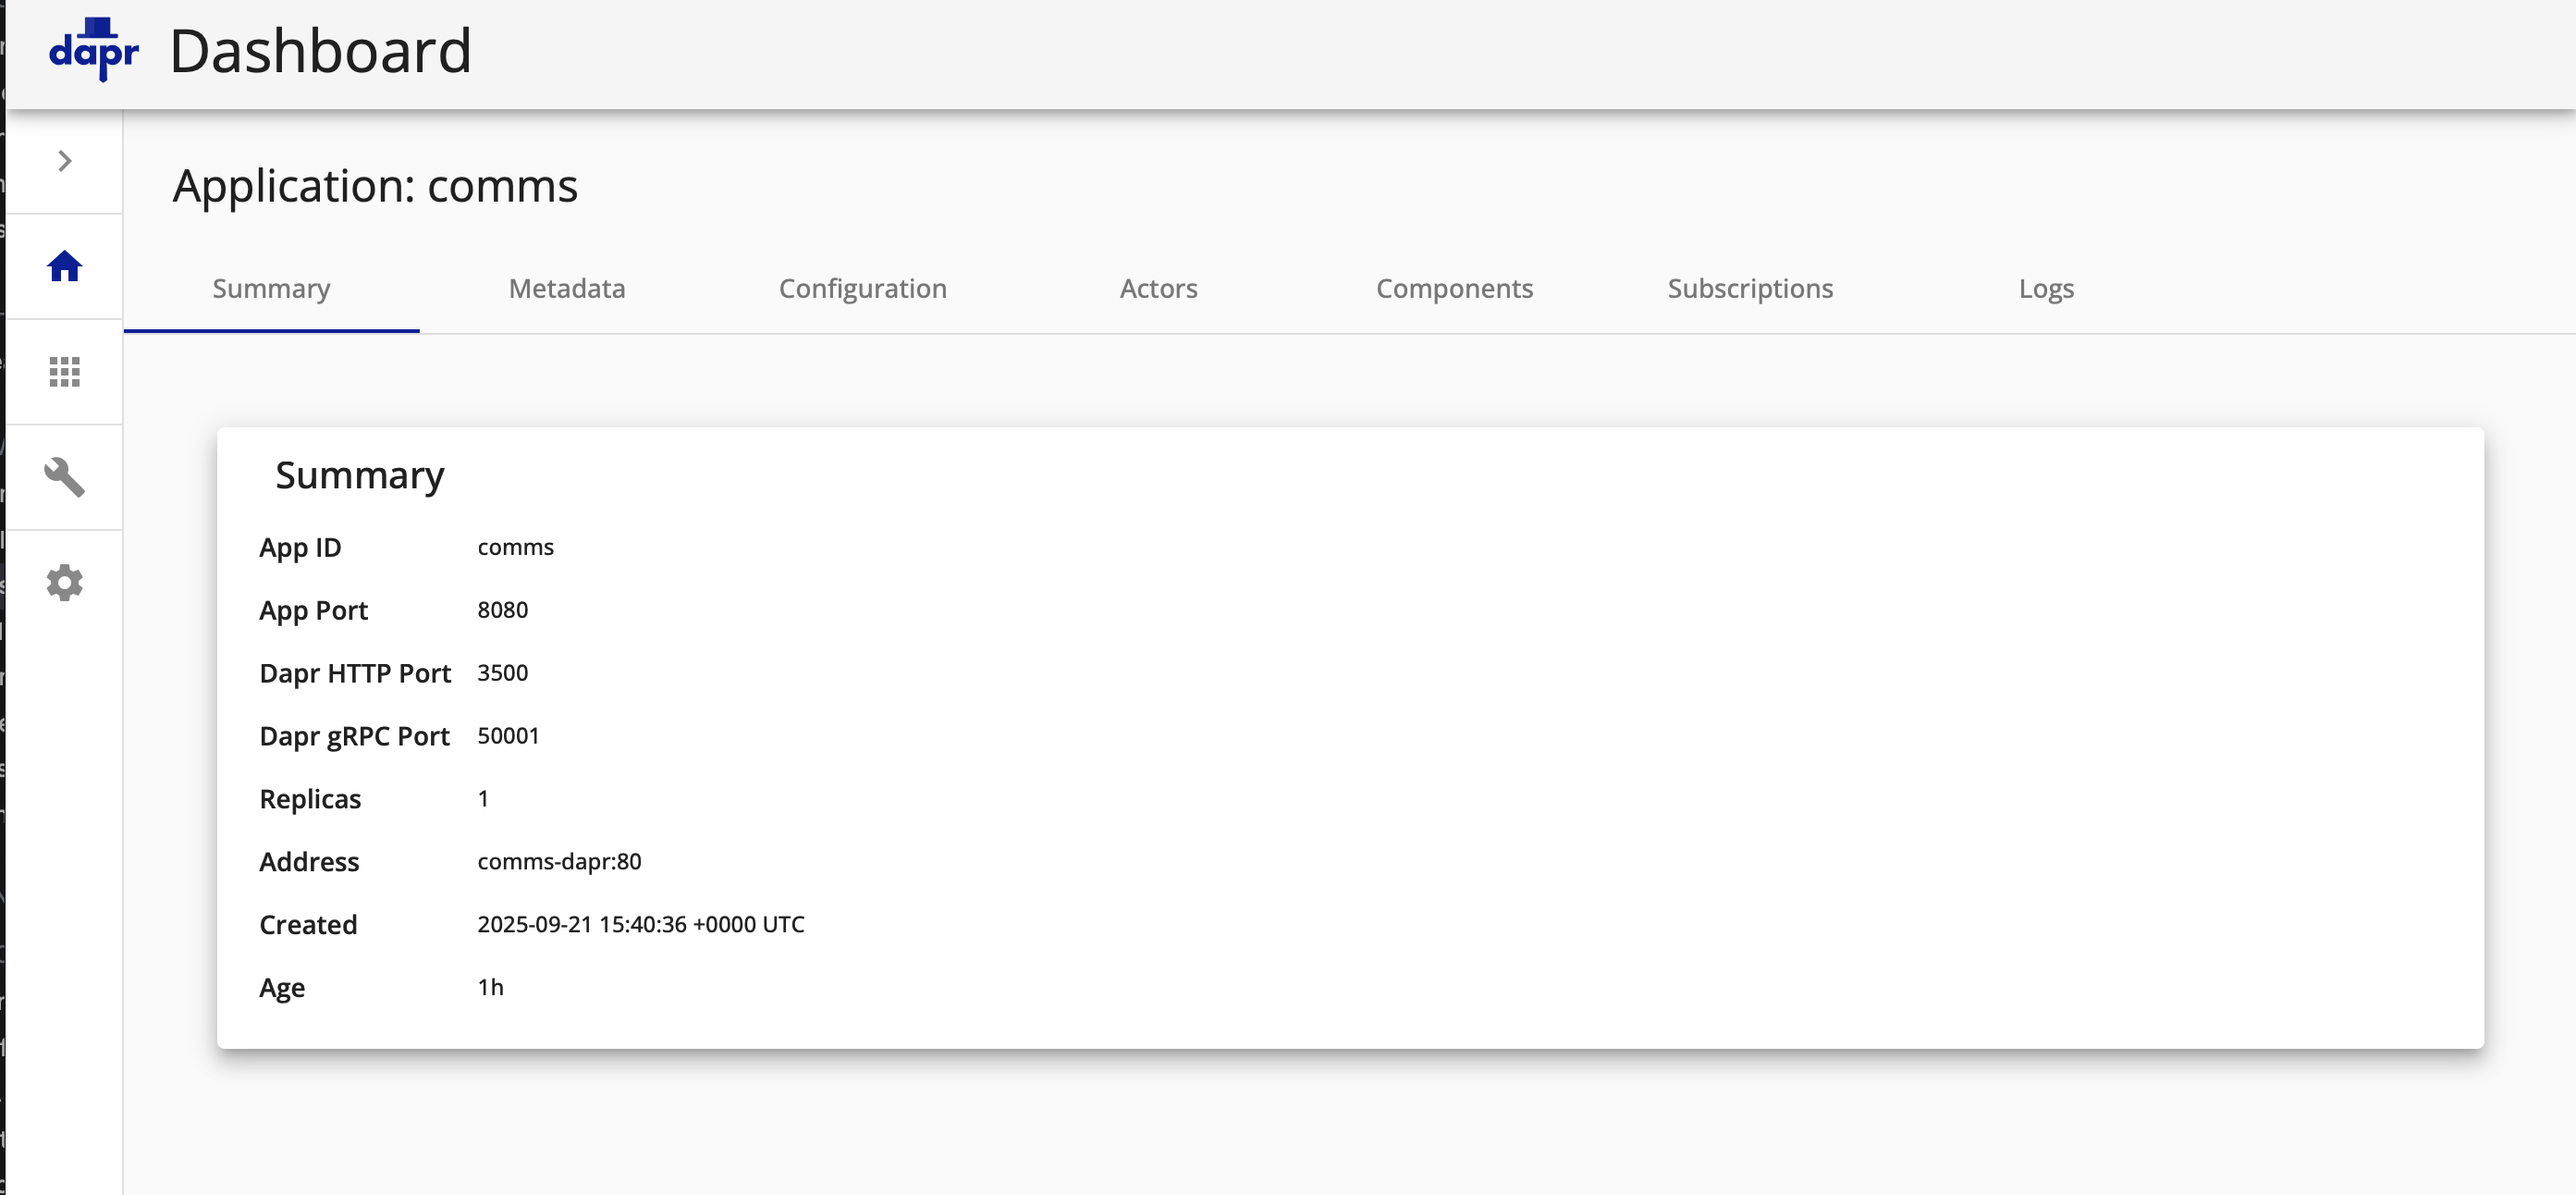 dapr Dashboard
Application: comms
Summary Metadata Configuration Actors Components Subscriptions Logs
Summary
App ID comms
App Port 8080
Dapr HTTP Port 3500
Dapr gRPC Port 50001
Replicas 1
Address comms-dapr:80
Created 2025-09-21 15:40:36 +0000 UTC
Age 1h